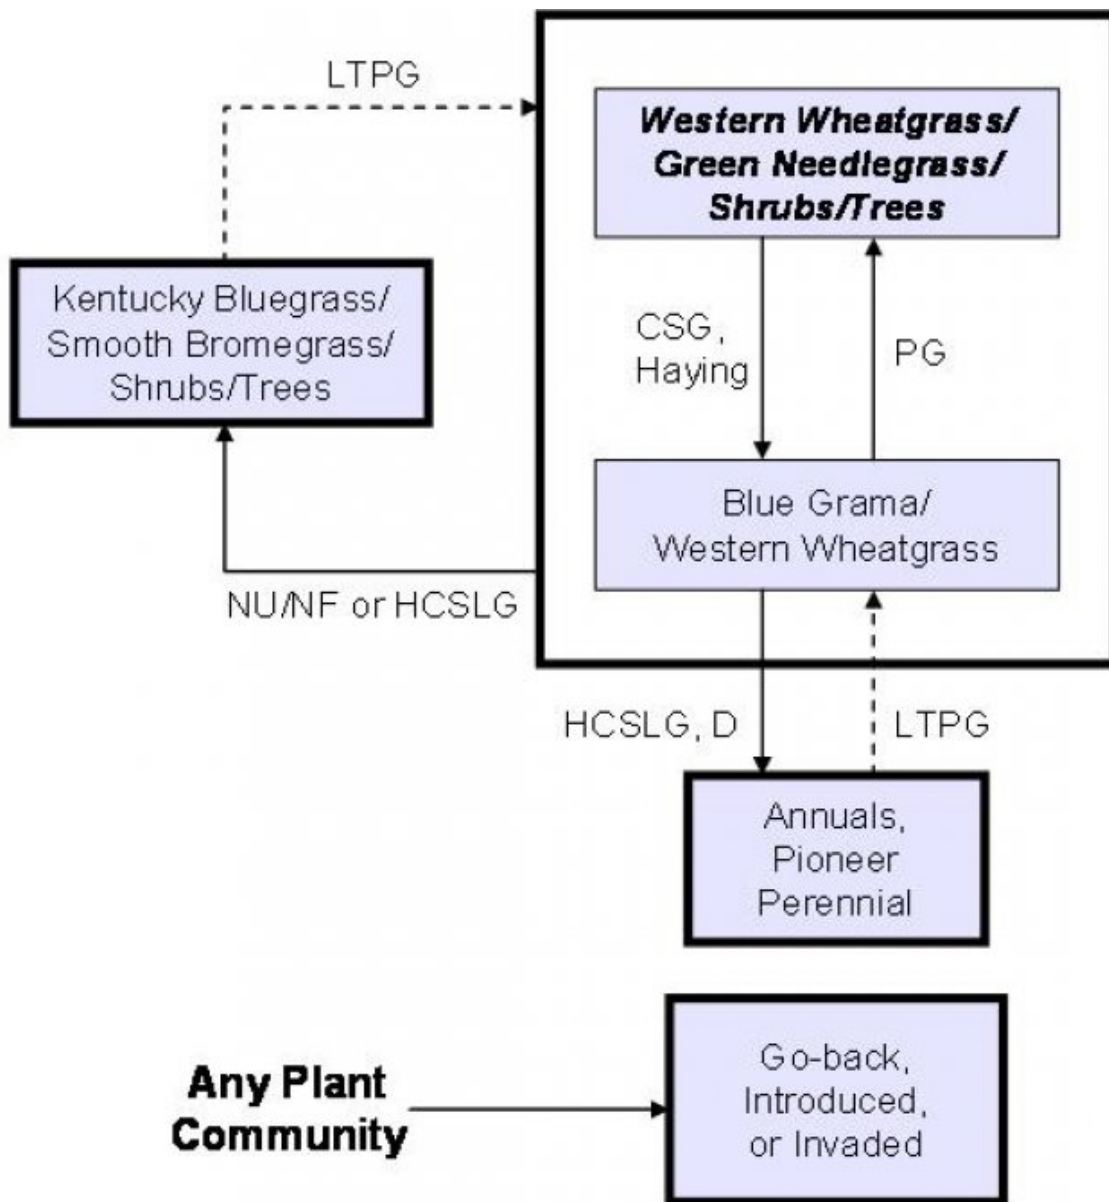 LTPG
Western Wheatgrass/
Green Needlegrass/
Shrubs/Trees
Kentucky Bluegrass/
Smooth Bromegrass/
Shrubs/Trees
CSG,
Haying
PG
Blue Grama/
Western Wheatgrass
NU/NF or HCSLG
HCSLG, D
LTPG
Annuals,
Pioneer
Perennial
Any Plant
Community
Go-back,
Introduced,
or Invaded